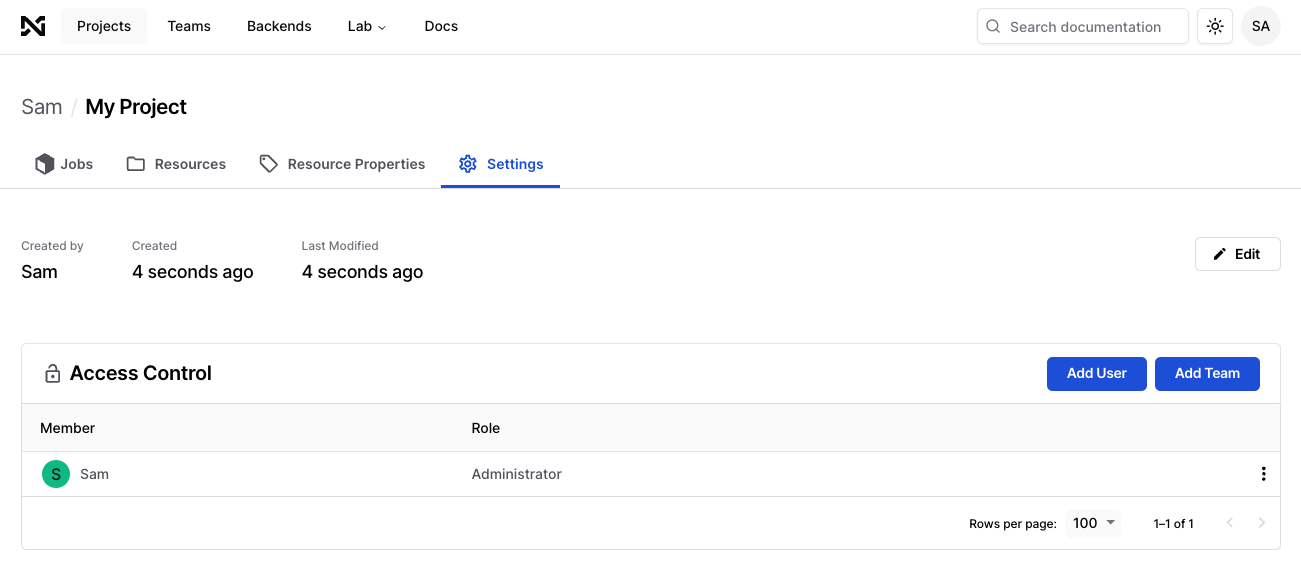 Projects Teams Backends Lab Docs Search documentation SA
Sam / My Project
Jobs Resources Resource Properties Settings
Created by Created Last Modified
Sam 4 seconds ago 4 seconds ago
Edit
Access Control Add User Add Team
Member Role
S Sam Administrator
Rows per page: 100 1–1 of 1